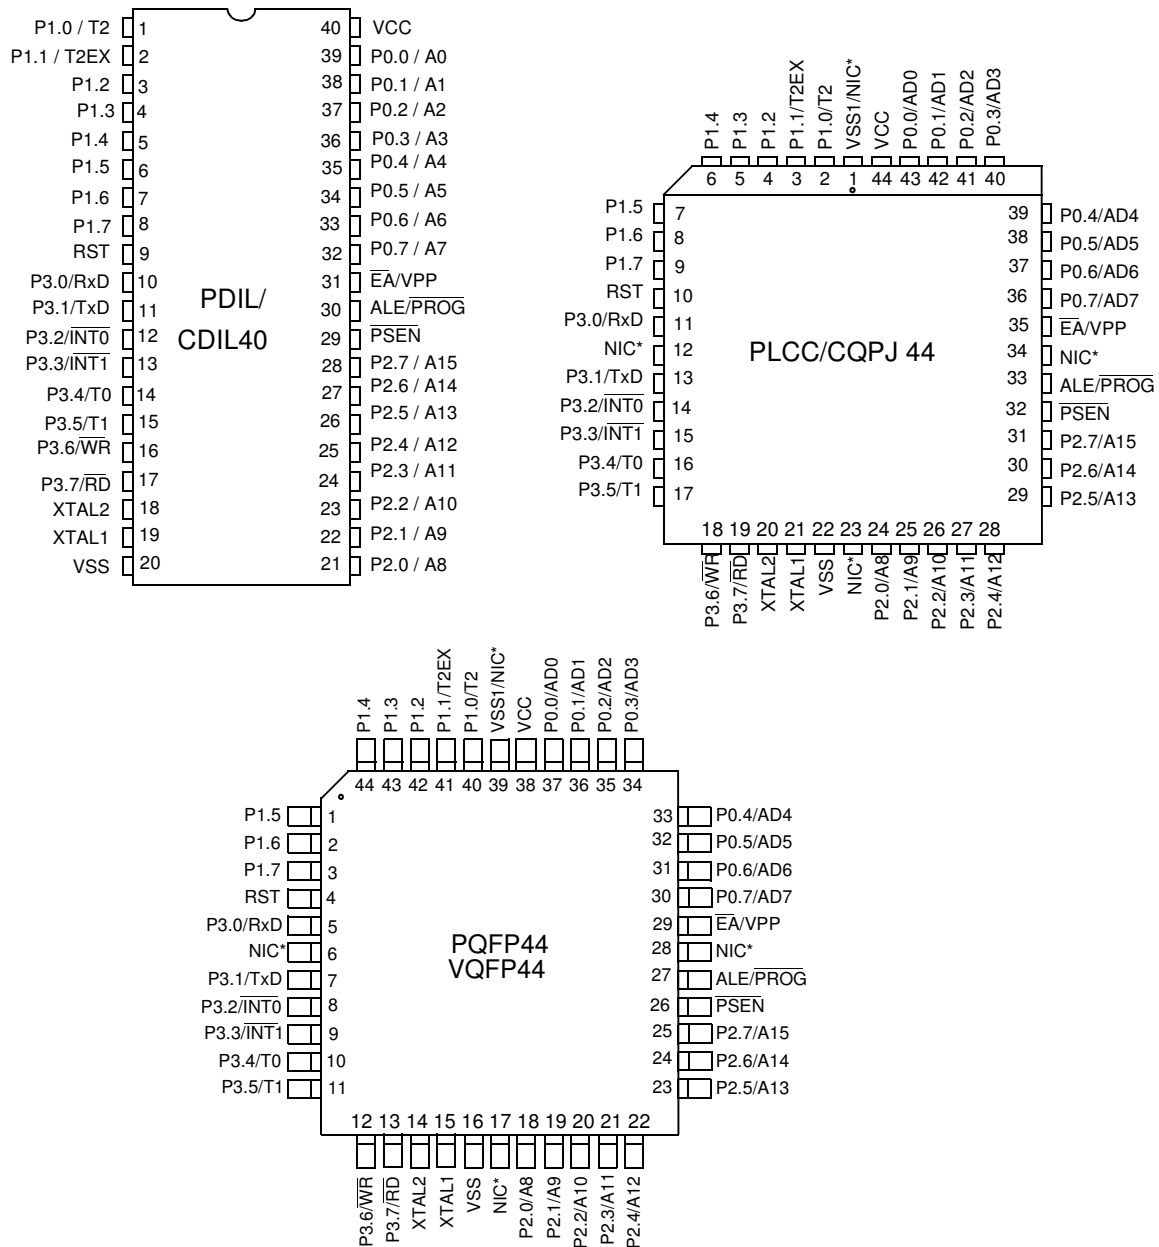 P1.0 / T2 1 40 VCC
P1.1 / T2EX 2 39 P0.0 / A0
P1.2 3 38 P0.1 / A1
P1.3 4 37 P0.2 / A2
P1.4 5 36 P0.3 / A3
P1.5 6 35 P0.4 / A4
P1.6 7 34 P0.5 / A5
P1.7 8 33 P0.6 / A6
RST 9 32 P0.7 / A7
P3.0/RxD 10 31 EA/VPP
P3.1/TxD 11 30 ALE/PROG
P3.2/INT0 12 29 PSEN
P3.3/INT1 13 28 P2.7 / A15
P3.4/T0 14 27 P2.6 / A14
P3.5/T1 15 26 P2.5 / A13
P3.6/WR 16 25 P2.4 / A12
P3.7/RD 17 24 P2.3 / A11
XTAL2 18 23 P2.2 / A10
XTAL1 19 22 P2.1 / A9
VSS 20 21 P2.0 / A8
PDIL/
CDIL40
P1.4 P1.3 P1.2 P1.1/T2EX P1.0/T2 VSS1/NIC* VCC P0.0/AD0 P0.1/AD1 P0.2/AD2 P0.3/AD3
6 5 4 3 2 1 44 43 42 41 40
P1.5 7 39 P0.4/AD4
P1.6 8 38 P0.5/AD5
P1.7 9 37 P0.6/AD6
RST 10 36 P0.7/AD7
P3.0/RxD 11 35 EA/VPP
NIC* 12 34 NIC*
P3.1/TxD 13 33 ALE/PROG
P3.2/INT0 14 32 PSEN
P3.3/INT1 15 31 P2.7/A15
P3.4/T0 16 30 P2.6/A14
P3.5/T1 17 29 P2.5/A13
PLCC/CQPJ 44
18 19 20 21 22 23 24 25 26 27 28
P3.6/WR P3.7/RD XTAL2 XTAL1 VSS NIC* P2.0/A8 P2.1/A9 P2.2/A10 P2.3/A11 P2.4/A12
P1.4 P1.3 P1.2 P1.1/T2EX P1.0/T2 VSS1/NIC* VCC P0.0/AD0 P0.1/AD1 P0.2/AD2 P0.3/AD3
44 43 42 41 40 39 38 37 36 35 34
P1.5 1 33 P0.4/AD4
P1.6 2 32 P0.5/AD5
P1.7 3 31 P0.6/AD6
RST 4 30 P0.7/AD7
P3.0/RxD 5 29 EA/VPP
NIC* 6 28 NIC*
P3.1/TxD 7 27 ALE/PROG
P3.2/INT0 8 26 PSEN
P3.3/INT1 9 25 P2.7/A15
P3.4/T0 10 24 P2.6/A14
P3.5/T1 11 23 P2.5/A13
PQFP44
VQFP44
12 13 14 15 16 17 18 19 20 21 22
P3.6/WR P3.7/RD XTAL2 XTAL1 VSS NIC* P2.0/A8 P2.1/A9 P2.2/A10 P2.3/A11 P2.4/A12